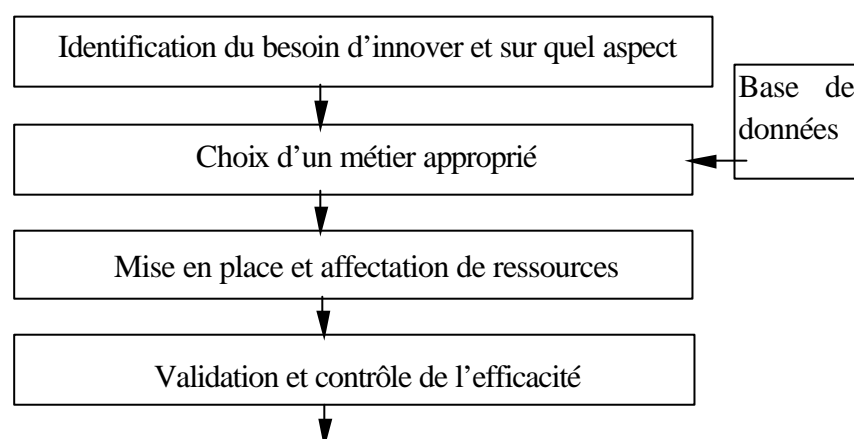 Identification du besoin d’innover et sur quel aspect
Base de
données
Choix d’un métier approprié
Mise en place et affectation de ressources
Validation et contrôle de l’efficacité